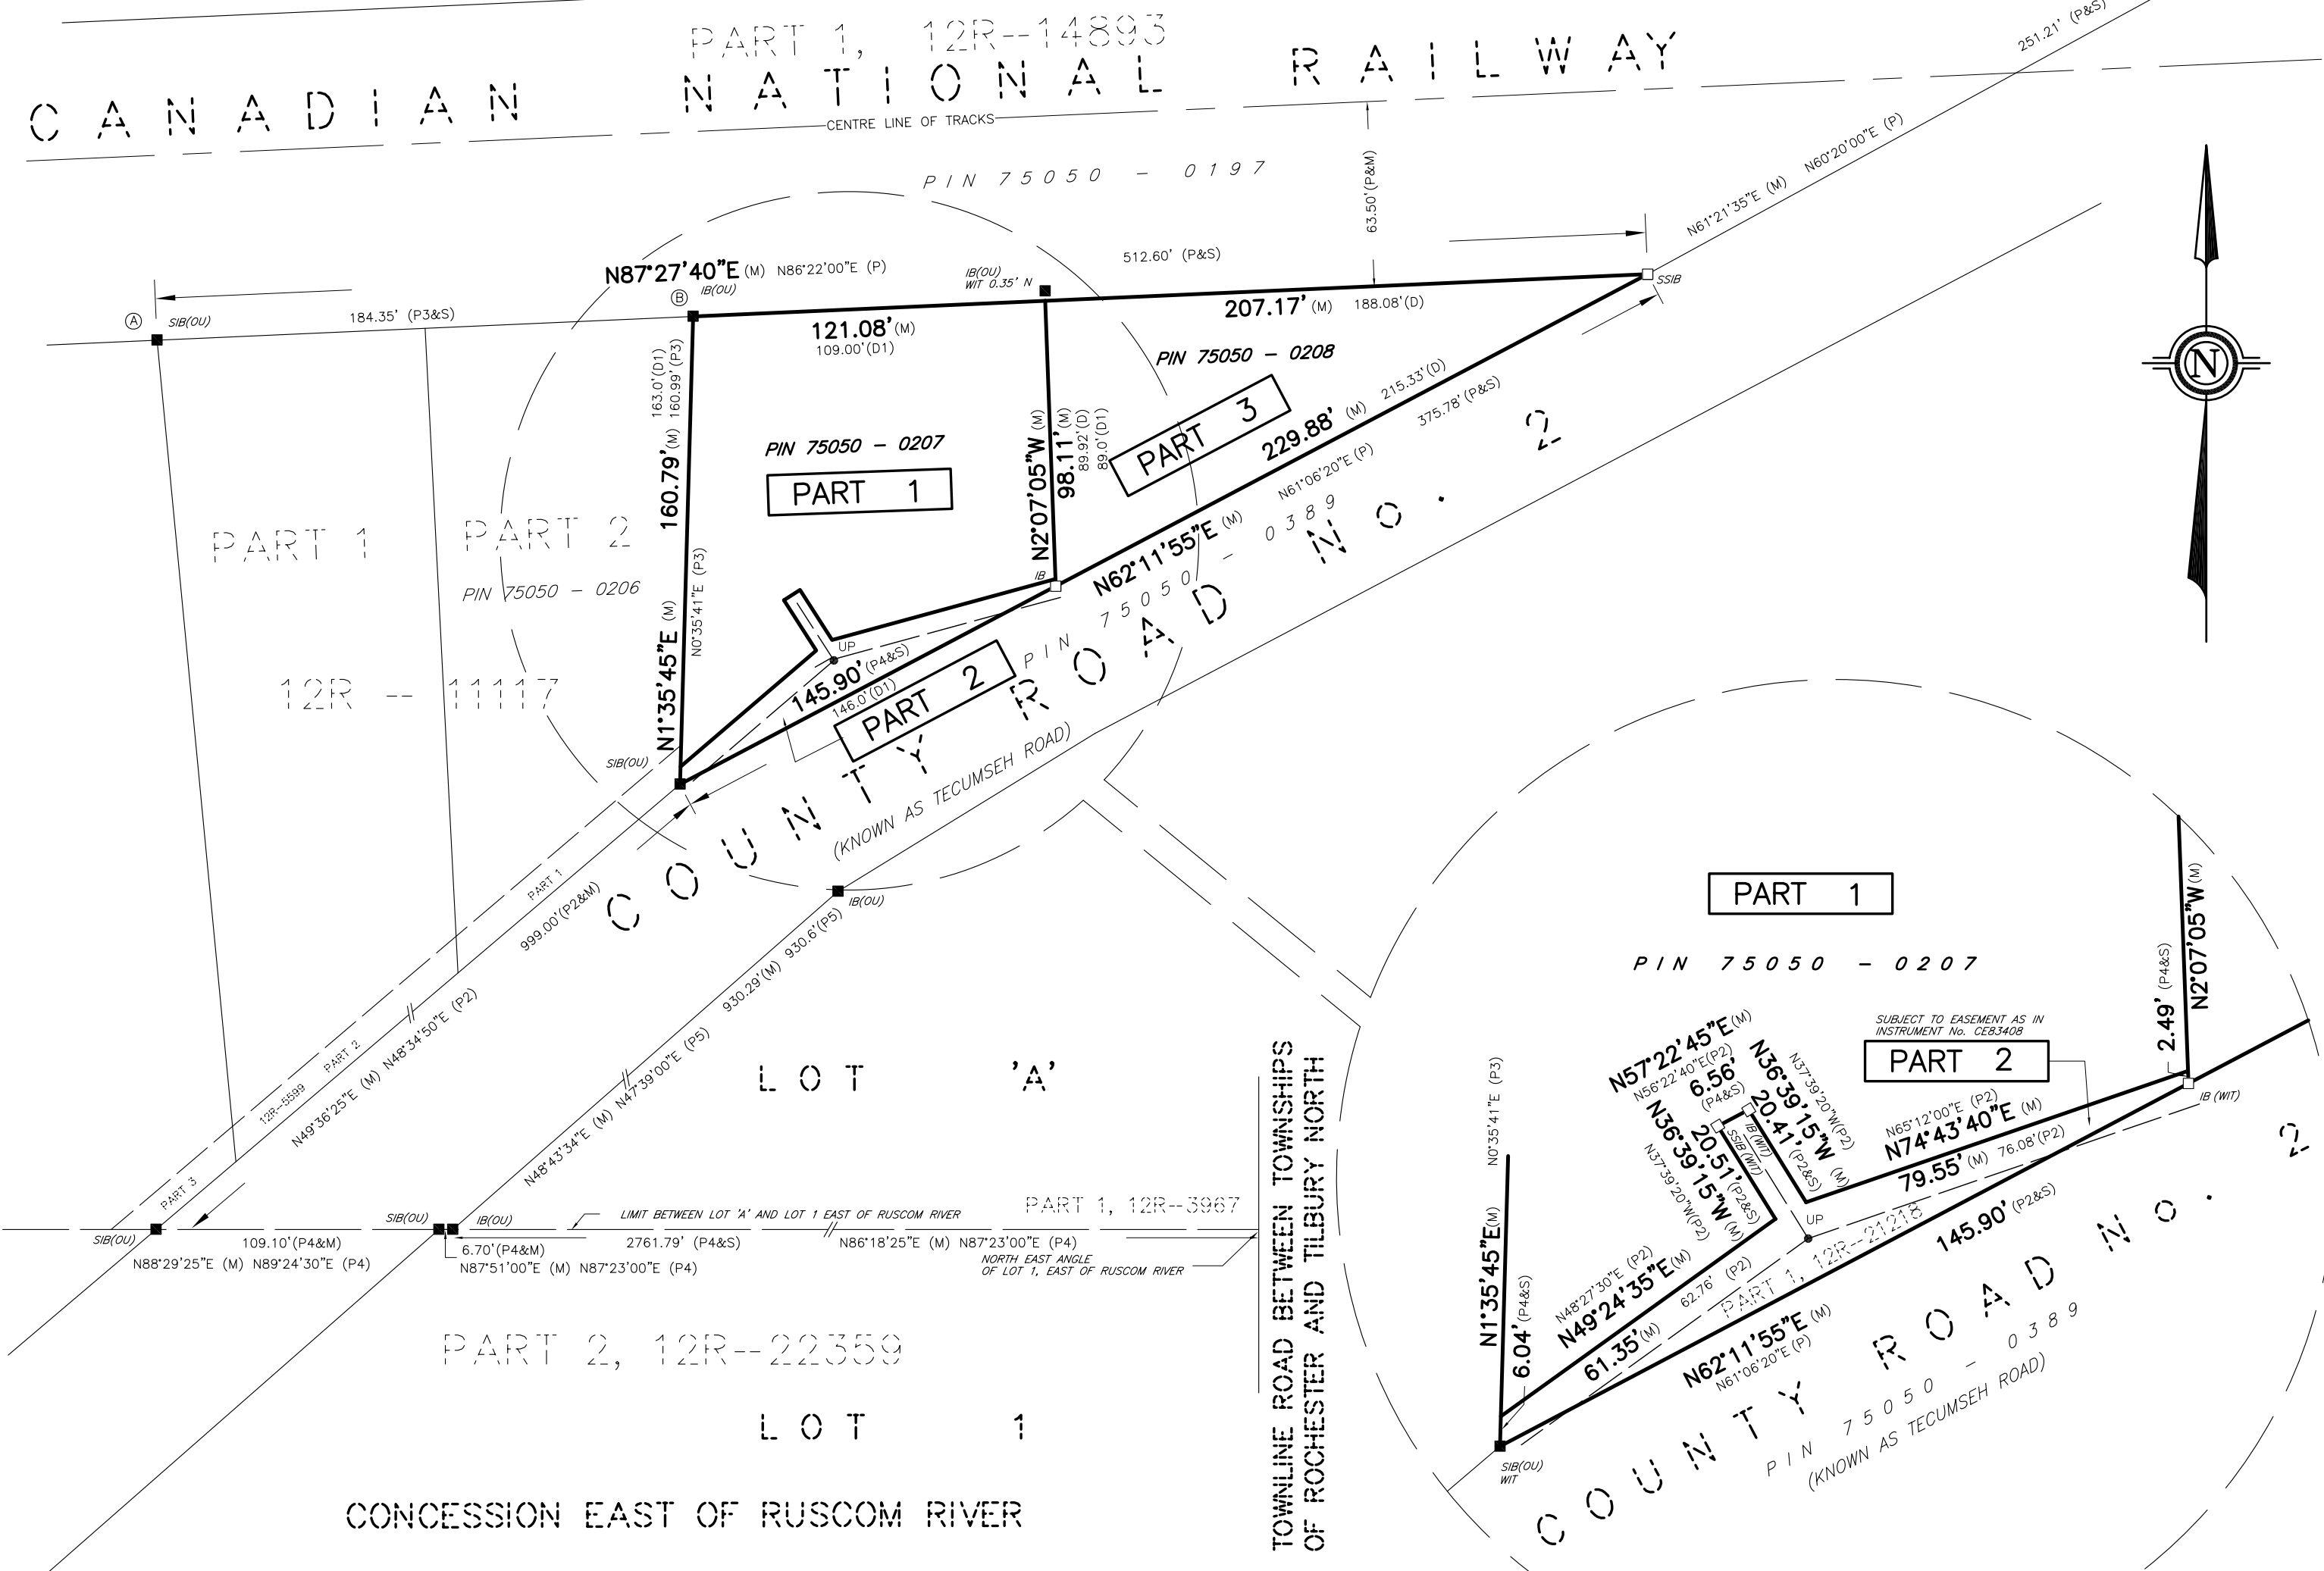 PART 1, 12R-14893
CANADIAN NATIONAL RAILWAY
CENTRE LINE OF TRACKS
PIN 75050 - 0197
63.50'(P&M)
251.21' (P&S)
N61°21'35"E (M) N60°20'00"E (P)
N87°27'40"E (M) N86°22'00"E (P)
IB(OU)
IB(OU)
WIT 0.35' N
512.60' (P&S)
SSIB
A
SIB(OU)
184.35' (P3&S)
B
121.08' (M)
109.00'(D1)
207.17' (M) 188.08'(D)
PIN 75050 - 0208
PART 3
163.0'(D1)
160.79'(M) 160.99'(P3)
N1°35'45"E (M)
N0°35'41"E (P3)
PIN 75050 - 0207
PART 1
N2°07'05"W (M)
98.11'(M)
89.92'(D)
89.0'(D1)
229.88' (M) 215.33'(D)
375.78'(P&S)
N62°11'55"E (M)
N61°06'20"E (P)
IB
UP
145.90' (P4&S)
146.0'(D1)
PART 2
PART 1
PART 2
PIN 75050 - 0206
12R -- 11117
SIB(OU)
COUNTY ROAD No. 2
PIN 75050 - 0389
(KNOWN AS TECUMSEH ROAD)
N
PART 1
PART 2
PART 3
12R-5599
999.00'(P2&M)
N49°36'25"E (M) N48°34'50"E (P2)
IB(OU)
930.29'(M) 930.6'(P5)
N48°43'34"E (M) N47°39'00"E (P5)
LOT 'A'
SIB(OU)
109.10'(P4&M)
N88°29'25"E (M) N89°24'30"E (P4)
SIB(OU)
IB(OU)
6.70'(P4&M)
N87°51'00"E (M) N87°23'00"E (P4)
LIMIT BETWEEN LOT 'A' AND LOT 1 EAST OF RUSCOM RIVER
2761.79' (P4&S)
N86°18'25"E (M) N87°23'00"E (P4)
PART 1, 12R--3967
NORTH EAST ANGLE
OF LOT 1, EAST OF RUSCOM RIVER
PART 2, 12R--22359
LOT 1
CONCESSION EAST OF RUSCOM RIVER
TOWNLINE ROAD BETWEEN TOWNSHIPS
OF ROCHESTER AND TILBURY NORTH
PART 1
PIN 75050 - 0207
SUBJECT TO EASEMENT AS IN
INSTRUMENT No. CE83408
PART 2
2.49' (P4&S)
N2°07'05"W (M)
IB (WIT)
N57°22'45"E (M)
N56°22'40"E(P2)
6.56'
(P4&S)
N36°39'15"W (M)
N37°39'20"W(P2)
20.41' (P2&S)
IB(WIT)
SSIB(WIT)
20.51' (P2&S)
N36°39'15"W (M)
N37°39'20"W(P2)
N65°12'00"E (P2)
N74°43'40"E (M)
79.55' (M) 76.08'(P2)
UP
N0°35'41"E (P3)
N1°35'45"E(M)
6.04' (P4&S)
N48°27'30"E (P2)
N49°24'35"E(M)
62.76' (P2)
61.35'(M)
PART 1, 12R--21218
145.90' (P2&S)
N62°11'55"E (M)
N61°06'20"E (P)
SIB(OU)
WIT
COUNTY ROAD No. 2
PIN 75050 - 0389
(KNOWN AS TECUMSEH ROAD)